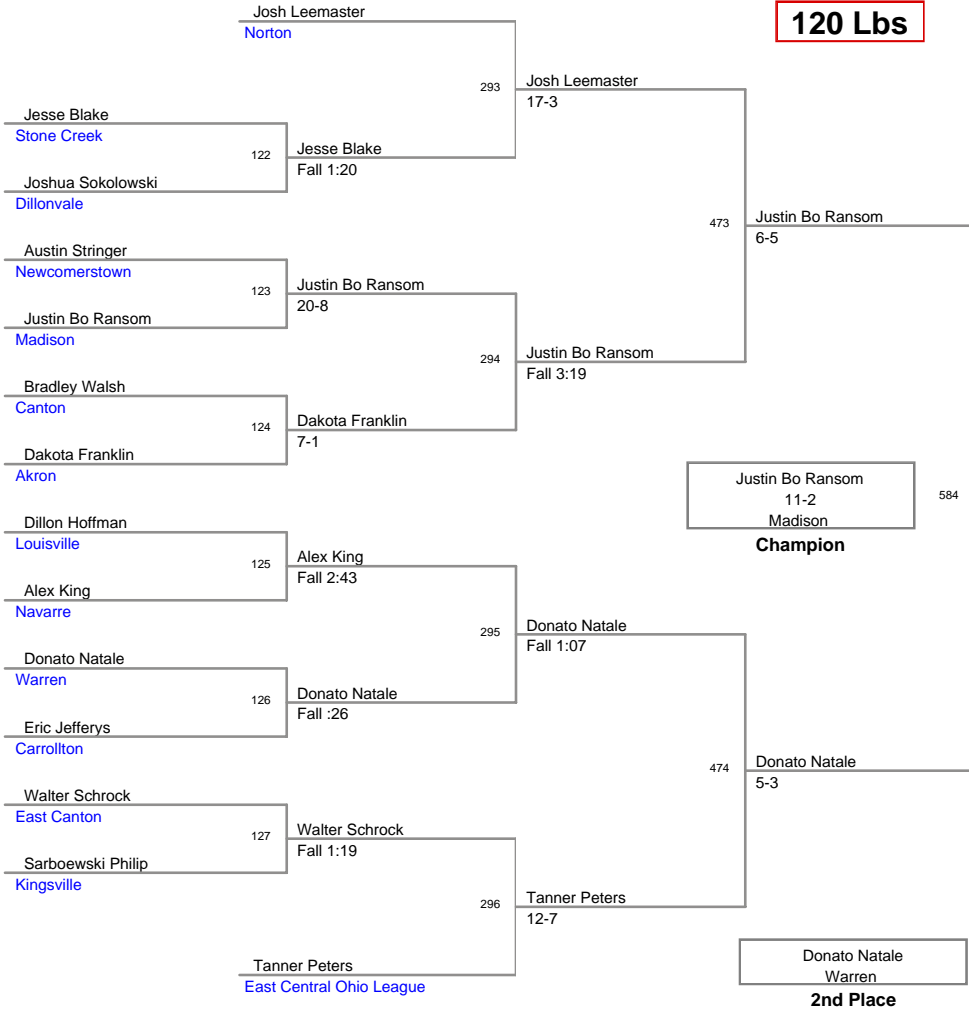 Josh Leemaster
Norton
120 Lbs
293
Josh Leemaster
17-3
Jesse Blake
Stone Creek
122
Jesse Blake
Fall 1:20
Joshua Sokolowski
Dillonvale
473
Justin Bo Ransom
6-5
Austin Stringer
Newcomerstown
123
Justin Bo Ransom
20-8
Justin Bo Ransom
Madison
294
Justin Bo Ransom
Fall 3:19
Bradley Walsh
Canton
124
Dakota Franklin
7-1
Dakota Franklin
Akron
Justin Bo Ransom
11-2
Madison
584
Champion
Dillon Hoffman
Louisville
125
Alex King
Fall 2:43
Alex King
Navarre
295
Donato Natale
Fall 1:07
Donato Natale
Warren
126
Donato Natale
Fall :26
Eric Jefferys
Carrollton
474
Donato Natale
5-3
Walter Schrock
East Canton
127
Walter Schrock
Fall 1:19
Sarboewski Philip
Kingsville
296
Tanner Peters
12-7
Tanner Peters
East Central Ohio League
Donato Natale
Warren
2nd Place